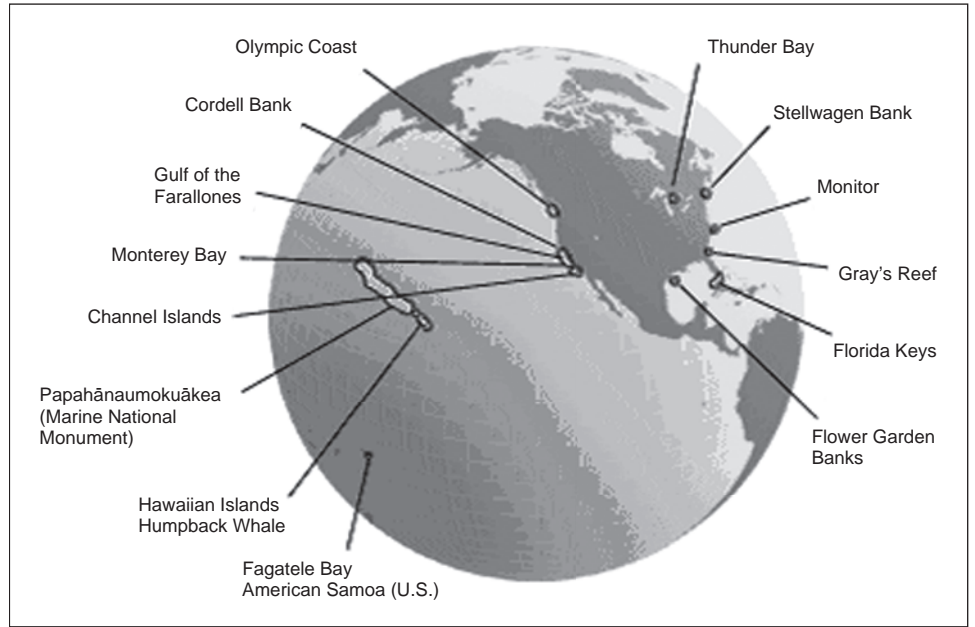 Olympic Coast
Cordell Bank
Gulf of the
Farallones
Monterey Bay
Channel Islands
Papahānaumokuākea
(Marine National
Monument)
Hawaiian Islands
Humpback Whale
Fagatele Bay
American Samoa (U.S.)
Thunder Bay
Stellwagen Bank
Monitor
Gray's Reef
Florida Keys
Flower Garden
Banks